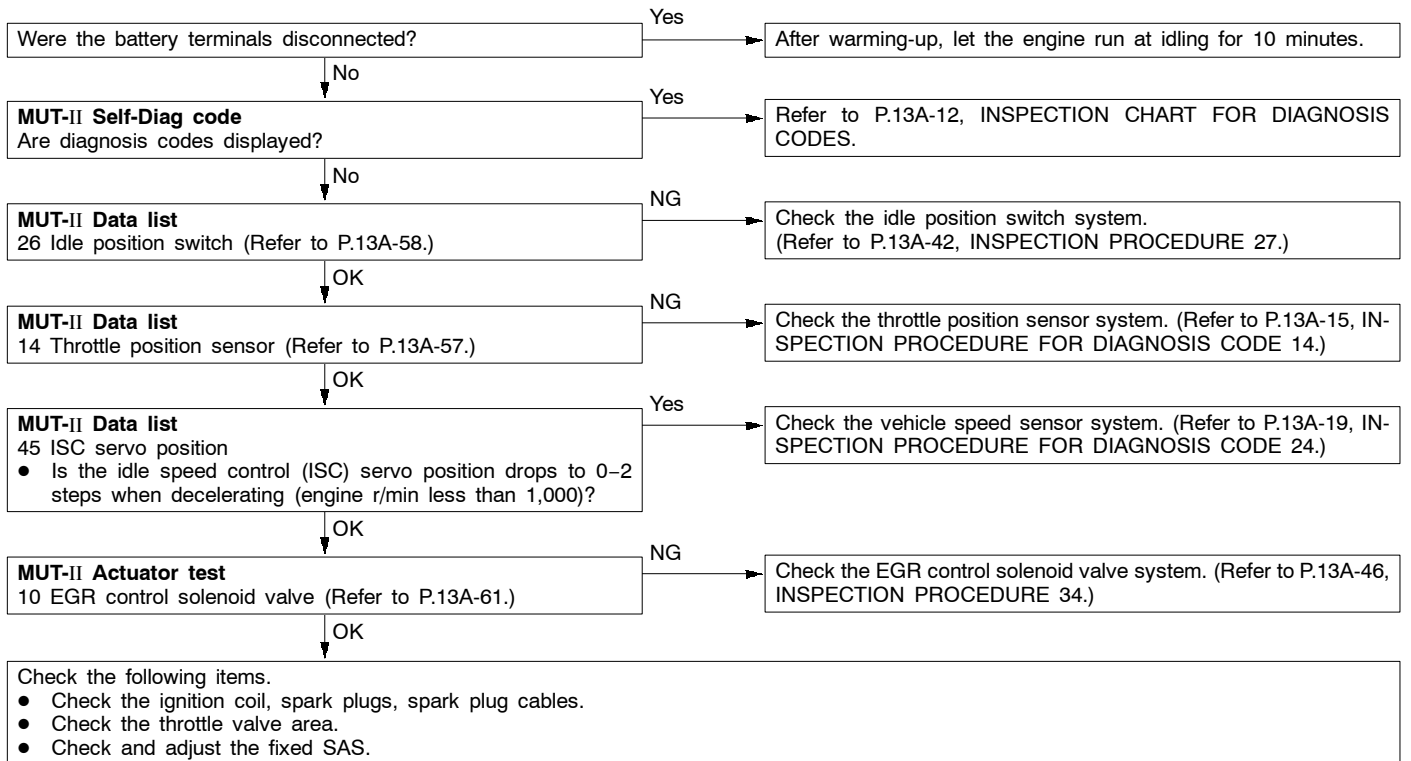 Were the battery terminals disconnected?
Yes
After warming-up, let the engine run at idling for 10 minutes.
No
MUT-II Self-Diag code
Are diagnosis codes displayed?
Yes
Refer to P.13A-12, INSPECTION CHART FOR DIAGNOSIS
CODES.
No
MUT-II Data list
26 Idle position switch (Refer to P.13A-58.)
NG
Check the idle position switch system.
(Refer to P.13A-42, INSPECTION PROCEDURE 27.)
OK
MUT-II Data list
14 Throttle position sensor (Refer to P.13A-57.)
NG
Check the throttle position sensor system. (Refer to P.13A-15, IN-
SPECTION PROCEDURE FOR DIAGNOSIS CODE 14.)
OK
MUT-II Data list
45 ISC servo position
● Is the idle speed control (ISC) servo position drops to 0–2
steps when decelerating (engine r/min less than 1,000)?
Yes
Check the vehicle speed sensor system. (Refer to P.13A-19, IN-
SPECTION PROCEDURE FOR DIAGNOSIS CODE 24.)
OK
MUT-II Actuator test
10 EGR control solenoid valve (Refer to P.13A-61.)
NG
Check the EGR control solenoid valve system. (Refer to P.13A-46,
INSPECTION PROCEDURE 34.)
OK
Check the following items.
● Check the ignition coil, spark plugs, spark plug cables.
● Check the throttle valve area.
● Check and adjust the fixed SAS.